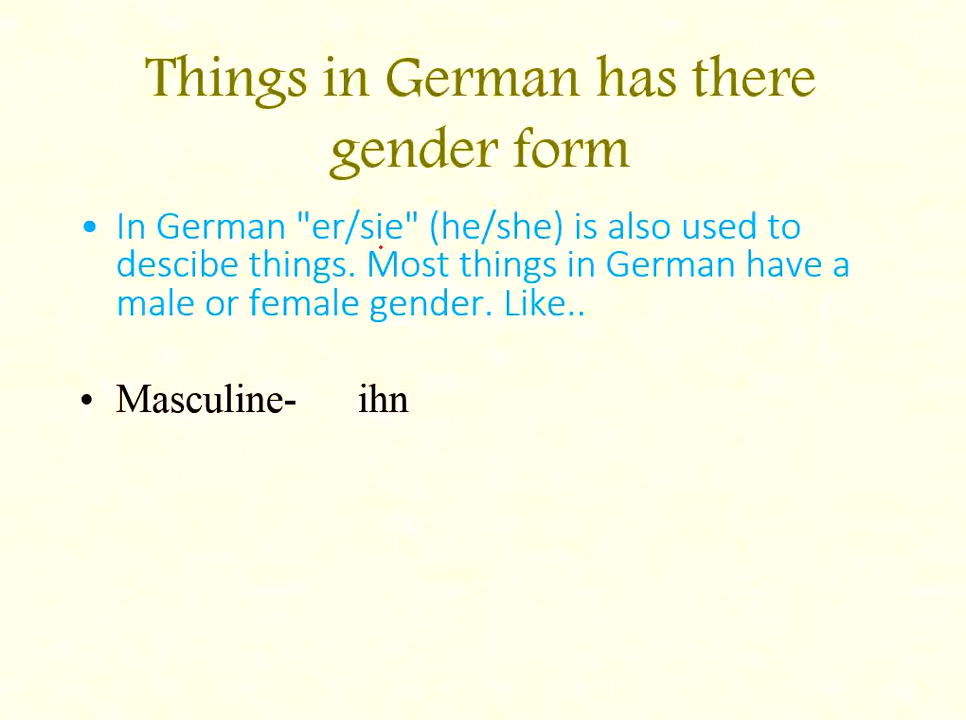 Things in German has there
gender form
• In German "er/sie" (he/she) is also used to
descibe things. Most things in German have a
male or female gender. Like..
• Masculine- ihn